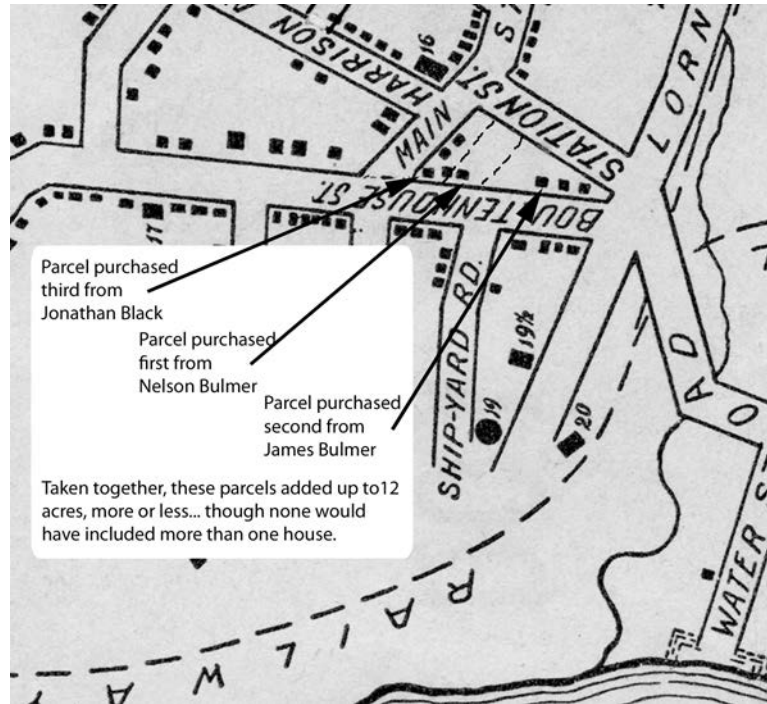 HARRISON A
16
ST
STATION ST.
LORN
MAIN
BOULTENHOUSE ST.
17
Parcel purchased
third from
Jonathan Black
Parcel purchased
first from
Nelson Bulmer
Parcel purchased
second from
James Bulmer
Taken together, these parcels added up to12
acres, more or less... though none would
have included more than one house.
SHIP-YARD RD.
19½
19
20
OAD
WATER S
RAILWAY